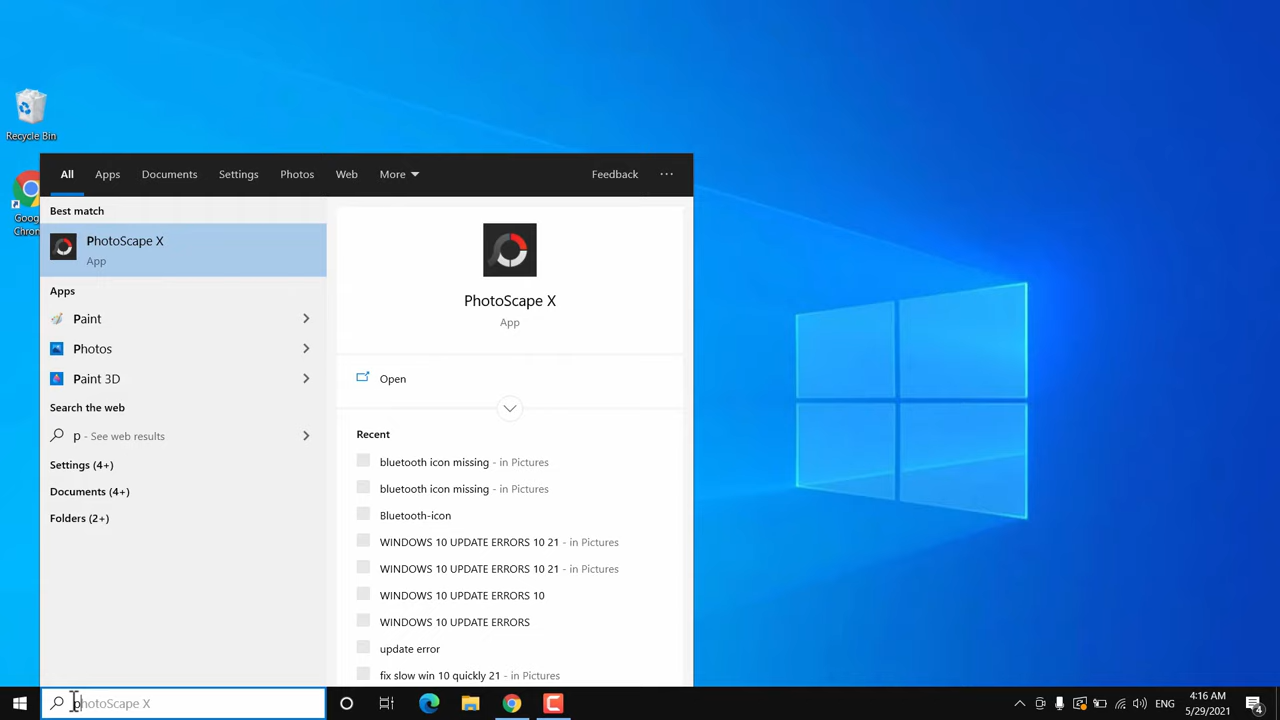 Recycle Bin
Goog
Chron
All Apps Documents Settings Photos Web More Feedback ···
Best match
PhotoScape X
App
Apps
Paint
Photos
Paint 3D
Search the web
p - See web results
Settings (4+)
Documents (4+)
Folders (2+)
PhotoScape X
App
Open
Recent
bluetooth icon missing - in Pictures
bluetooth icon missing - in Pictures
Bluetooth-icon
WINDOWS 10 UPDATE ERRORS 10 21 - in Pictures
WINDOWS 10 UPDATE ERRORS 10 21 - in Pictures
WINDOWS 10 UPDATE ERRORS 10
WINDOWS 10 UPDATE ERRORS
update error
fix slow win 10 quickly 21 - in Pictures
photoScape X
ENG
4:16 AM
5/29/2021
4